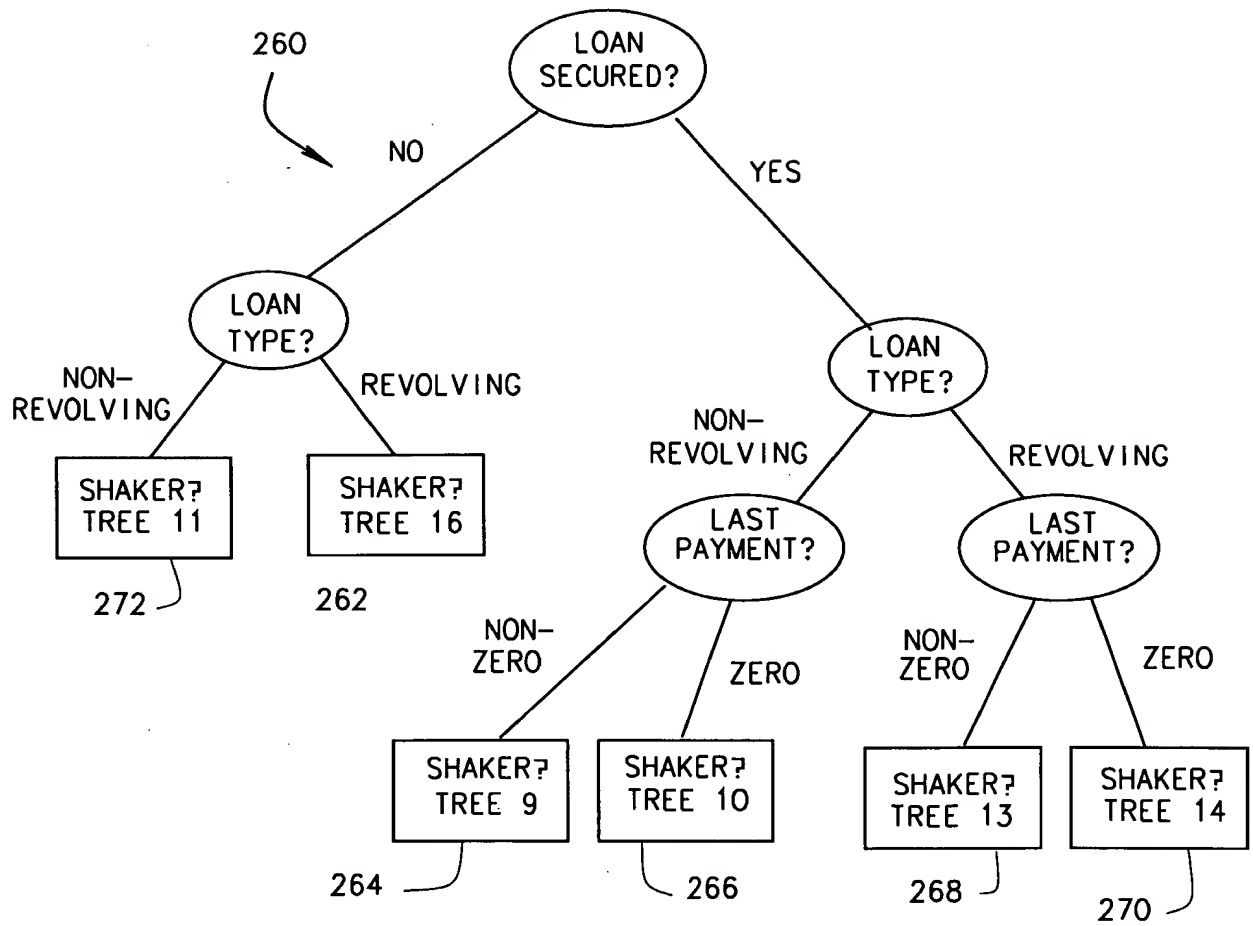 260
LOAN
SECURED?
NO
YES
LOAN
TYPE?
LOAN
TYPE?
NON-
REVOLVING
REVOLVING
NON-
REVOLVING
REVOLVING
SHAKER?
TREE 11
SHAKER?
TREE 16
LAST
PAYMENT?
LAST
PAYMENT?
272
262
NON-
ZERO
ZERO
NON-
ZERO
ZERO
SHAKER?
TREE 9
SHAKER?
TREE 10
SHAKER?
TREE 13
SHAKER?
TREE 14
264
266
268
270